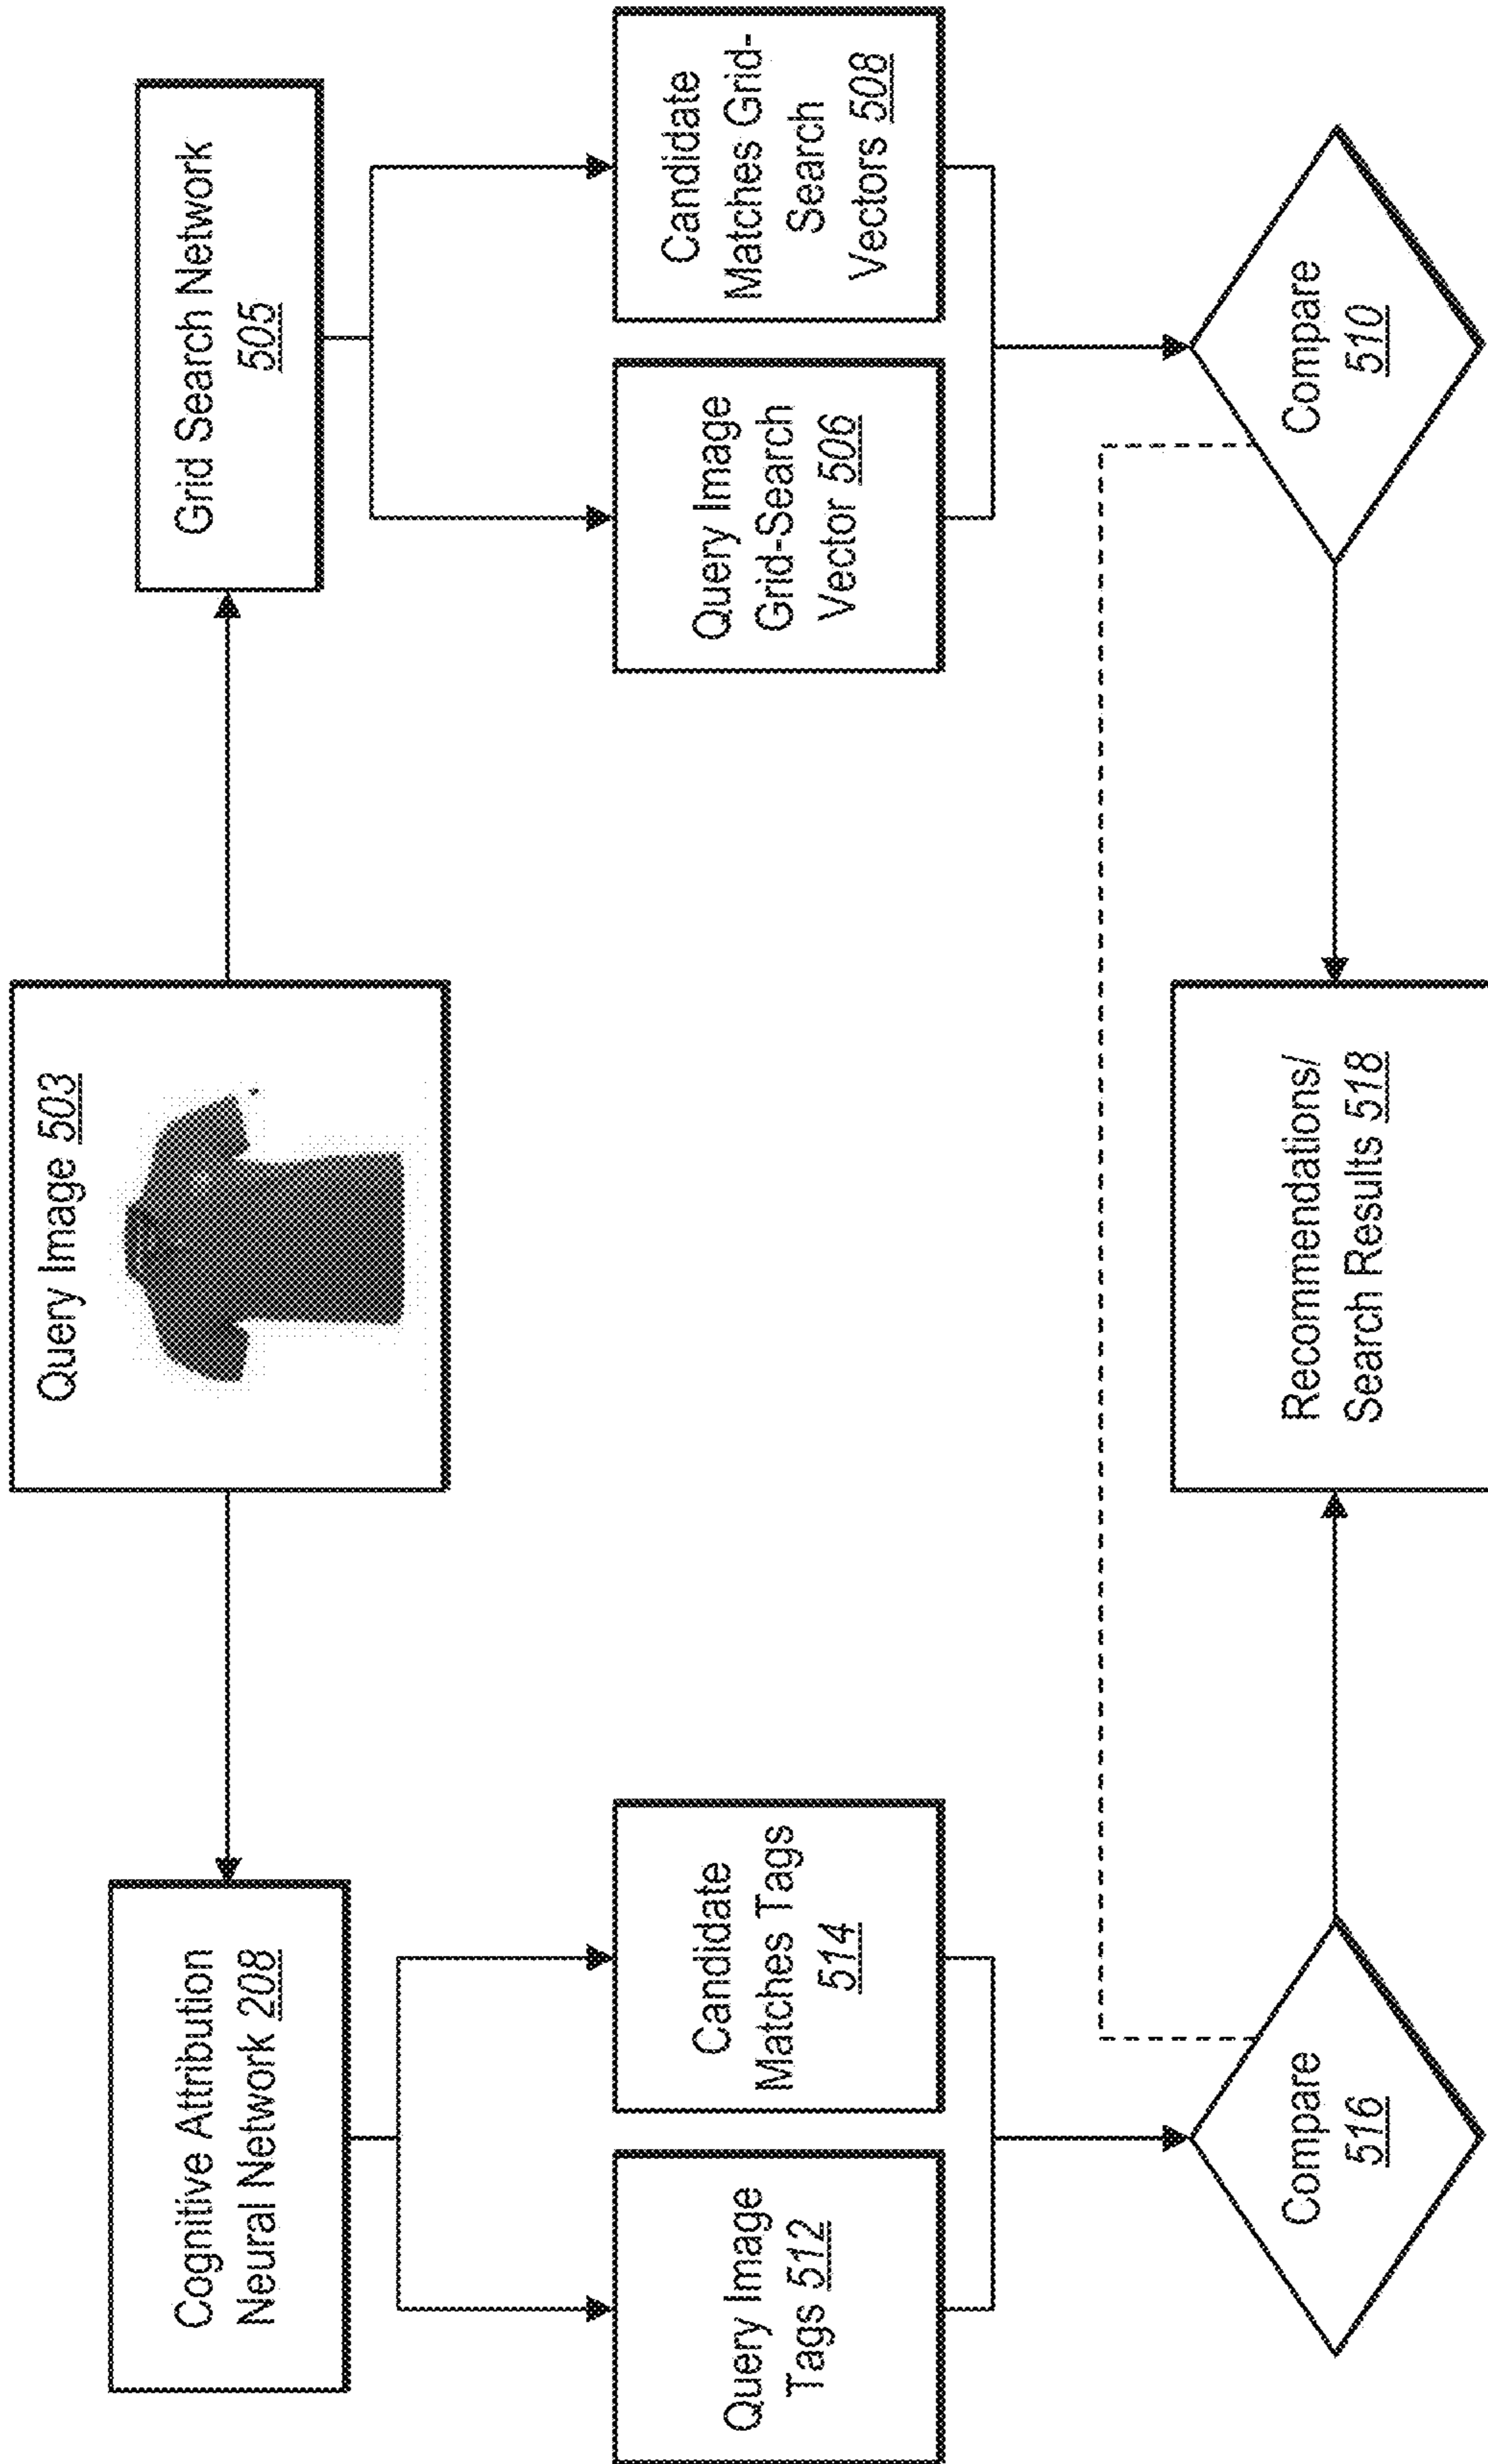 Query Image 503
Cognitive Attribution
Neural Network 208
Grid Search Network
505
Query Image
Tags 512
Candidate
Matches Tags
514
Query Image
Grid-Search
Vector 506
Candidate
Matches Grid-
Search
Vectors 508
Compare
516
Recommendations/
Search Results 518
Compare
510